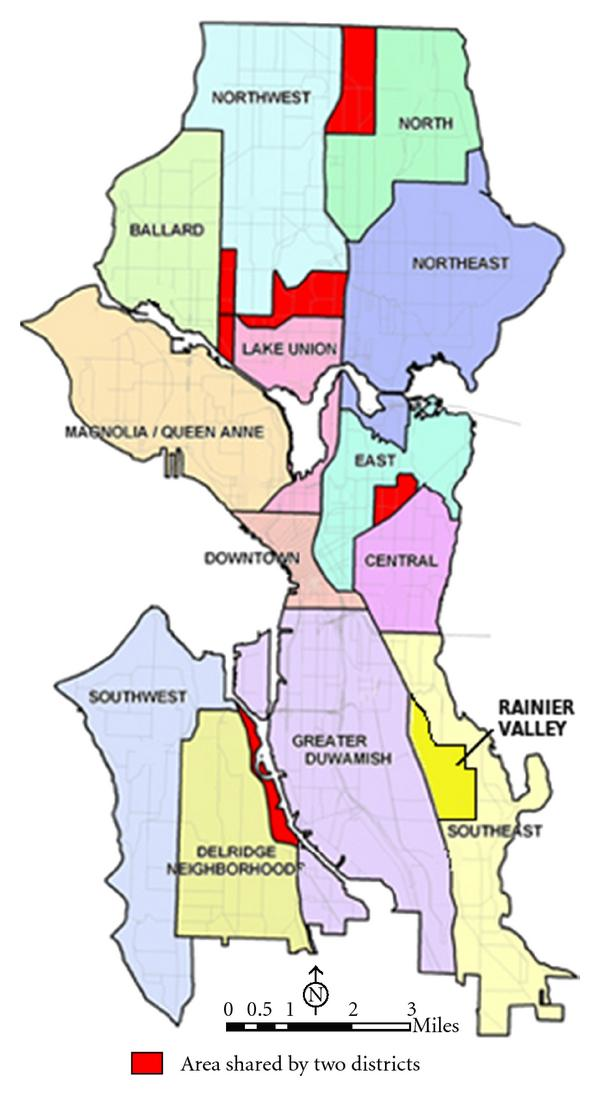 NORTHWEST
NORTH
BALLARD
NORTHEAST
LAKE UNION
MAGNOLIA / QUEEN ANNE
EAST
DOWNTOWN
CENTRAL
SOUTHWEST
RAINIER
VALLEY
GREATER
DUWAMISH
SOUTHEAST
DELRIDGE
NEIGHBORHOODS
N
0 0.5 1 2 3
Miles
Area shared by two districts